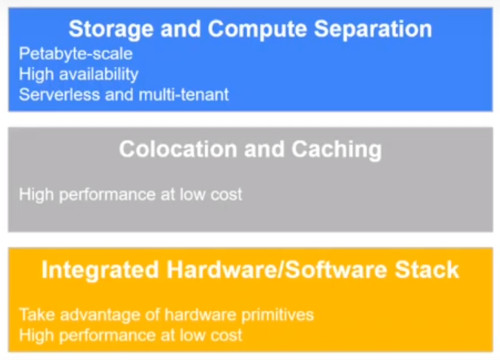 Storage and Compute Separation
Petabyte-scale
High availability
Serverless and multi-tenant
Colocation and Caching
High performance at low cost
Integrated Hardware/Software Stack
Take advantage of hardware primitives
High performance at low cost